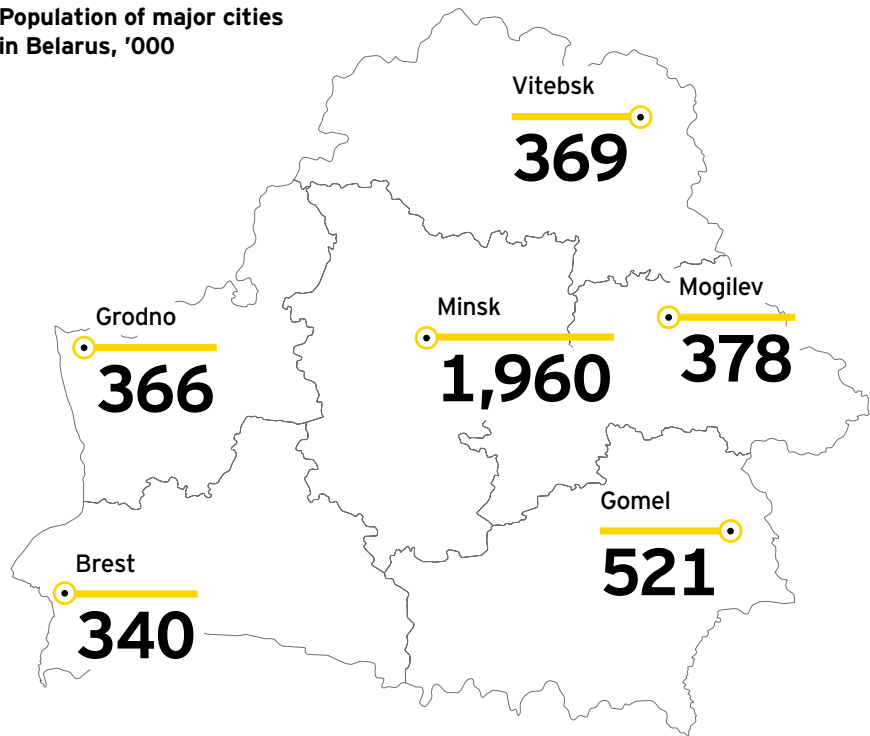 Population of major cities
in Belarus, '000
Vitebsk
369
Mogilev
378
Minsk
1,960
Grodno
366
Gomel
521
Brest
340